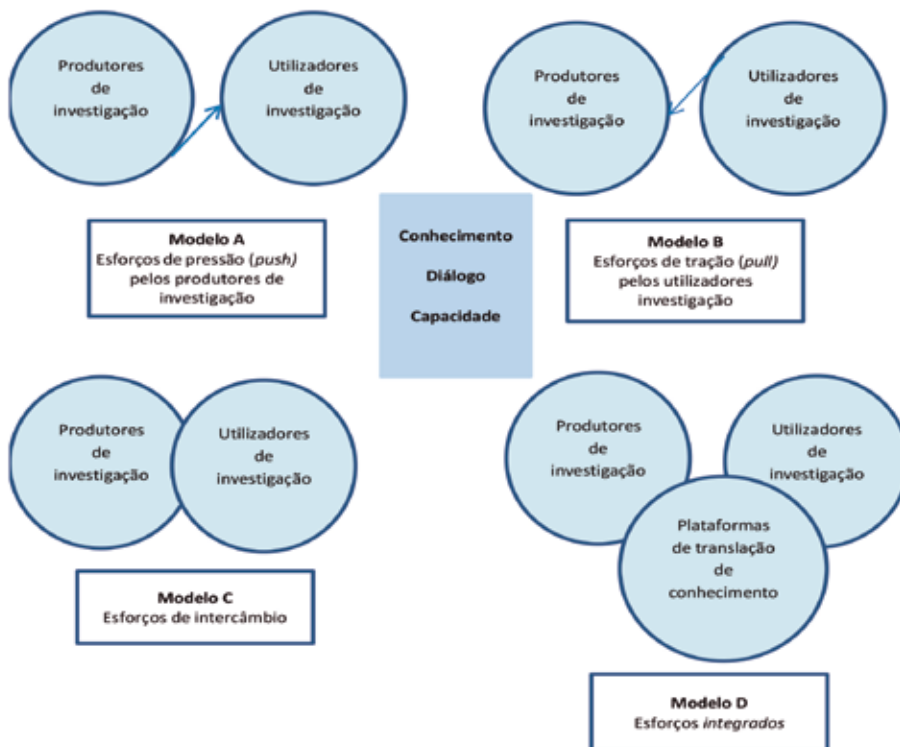 Produtores
de
investigação
Utilizadores
de
investigação
Produtores
de
investigação
Utilizadores
de
investigação
Modelo A
Esforços de pressão (push)
pelos produtores de
investigação
Conhecimento
Diálogo
Capacidade
Modelo B
Esforços de tração (pull)
pelos utilizadores
investigação
Produtores
de
investigação
Utilizadores
de
investigação
Modelo C
Esforços de intercâmbio
Produtores
de
investigação
Utilizadores
de
investigação
Plataformas
de translação
de
conhecimento
Modelo D
Esforços integrados